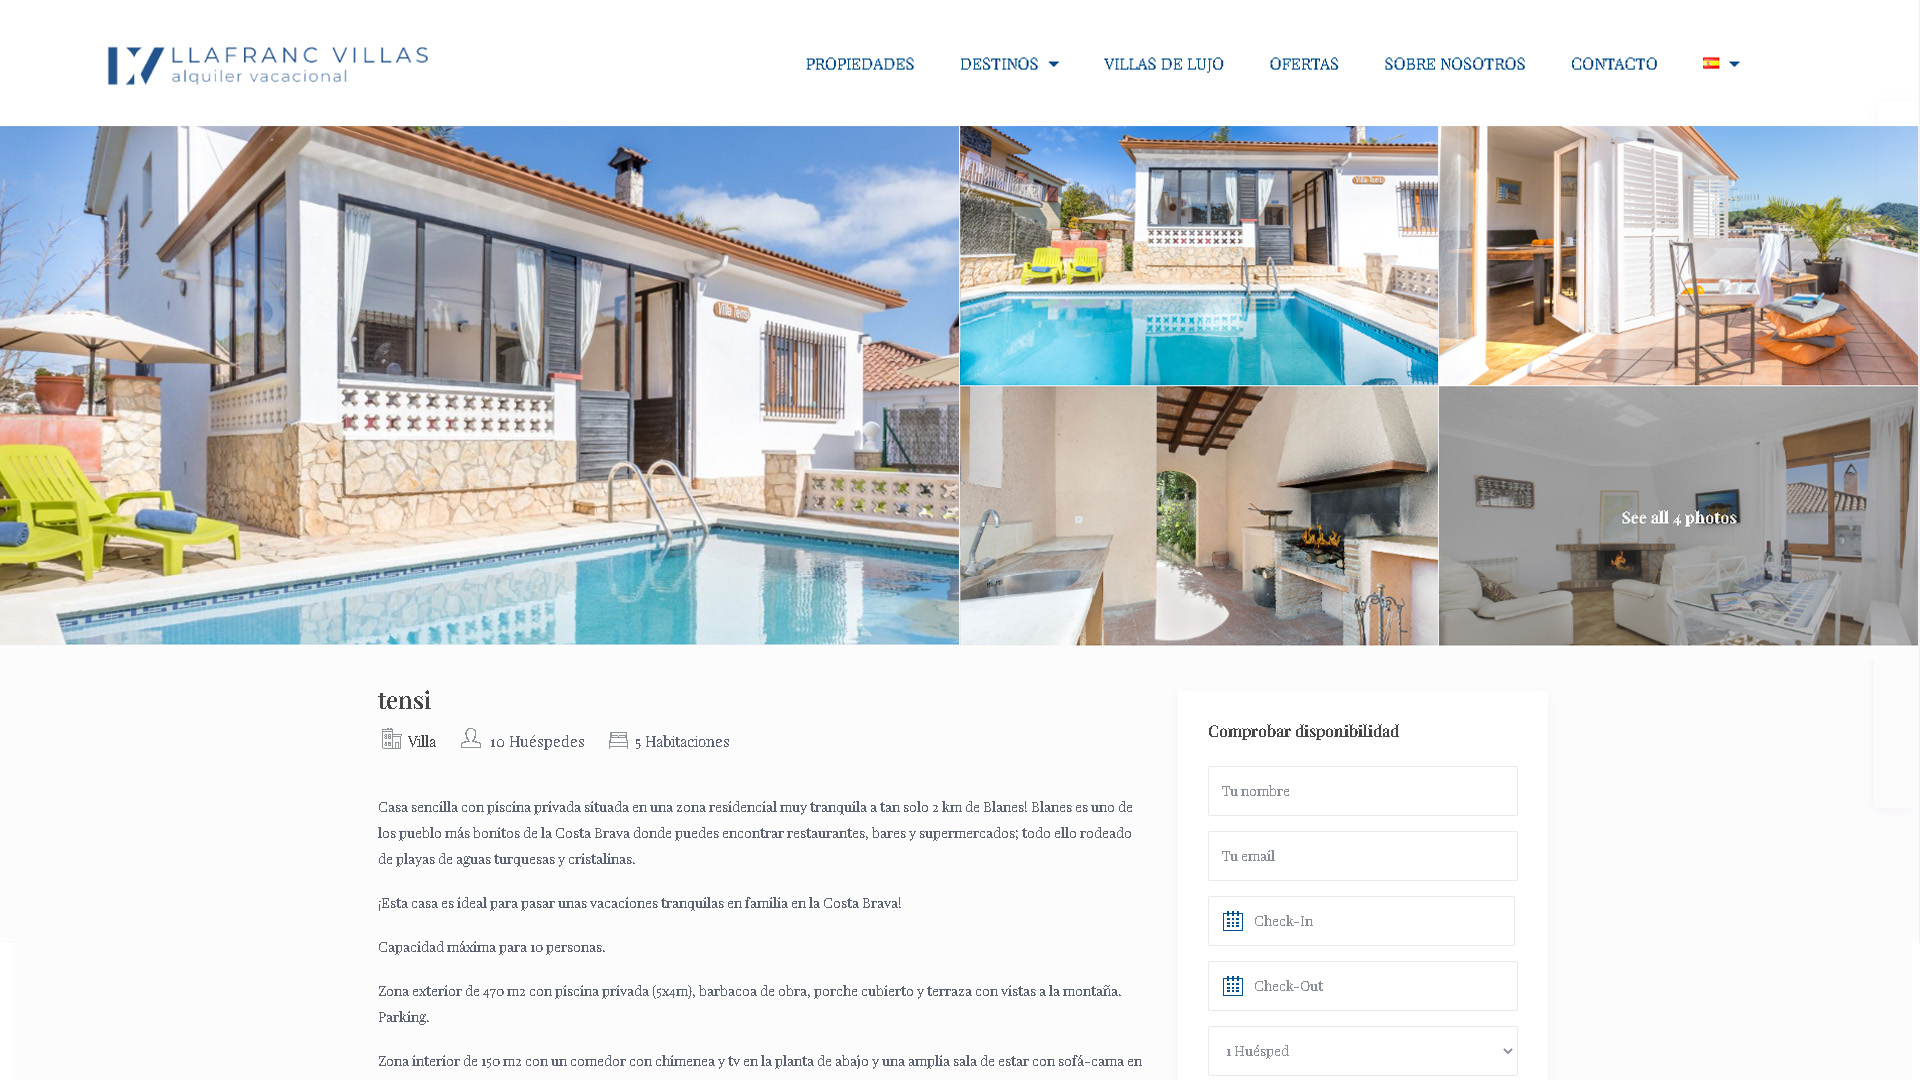 LLAFRANC VILLAS
alquiler vacacional
PROPIEDADES
DESTINOS
VILLAS DE LUJO
OFERTAS
SOBRE NOSOTROS
CONTACTO
Villa Tensi
Villa Tensi
See all 4 photos
tensi
Villa
10 Huéspedes
5 Habitaciones
Casa sencilla con piscina privada situada en una zona residencial muy tranquila a tan solo 2 km de Blanes! Blanes es uno de
los pueblo más bonitos de la Costa Brava donde puedes encontrar restaurantes, bares y supermercados; todo ello rodeado
de playas de aguas turquesas y cristalinas.
¡Esta casa es ideal para pasar unas vacaciones tranquilas en familia en la Costa Brava!
Capacidad máxima para 10 personas.
Zona exterior de 470 m2 con piscina privada (5x4m), barbacoa de obra, porche cubierto y terraza con vistas a la montaña.
Parking.
Zona interior de 150 m2 con un comedor con chimenea y tv en la planta de abajo y una amplia sala de estar con sofá-cama en
Comprobar disponibilidad
Tu nombre
Tu email
Check-In
Check-Out
1 Huésped